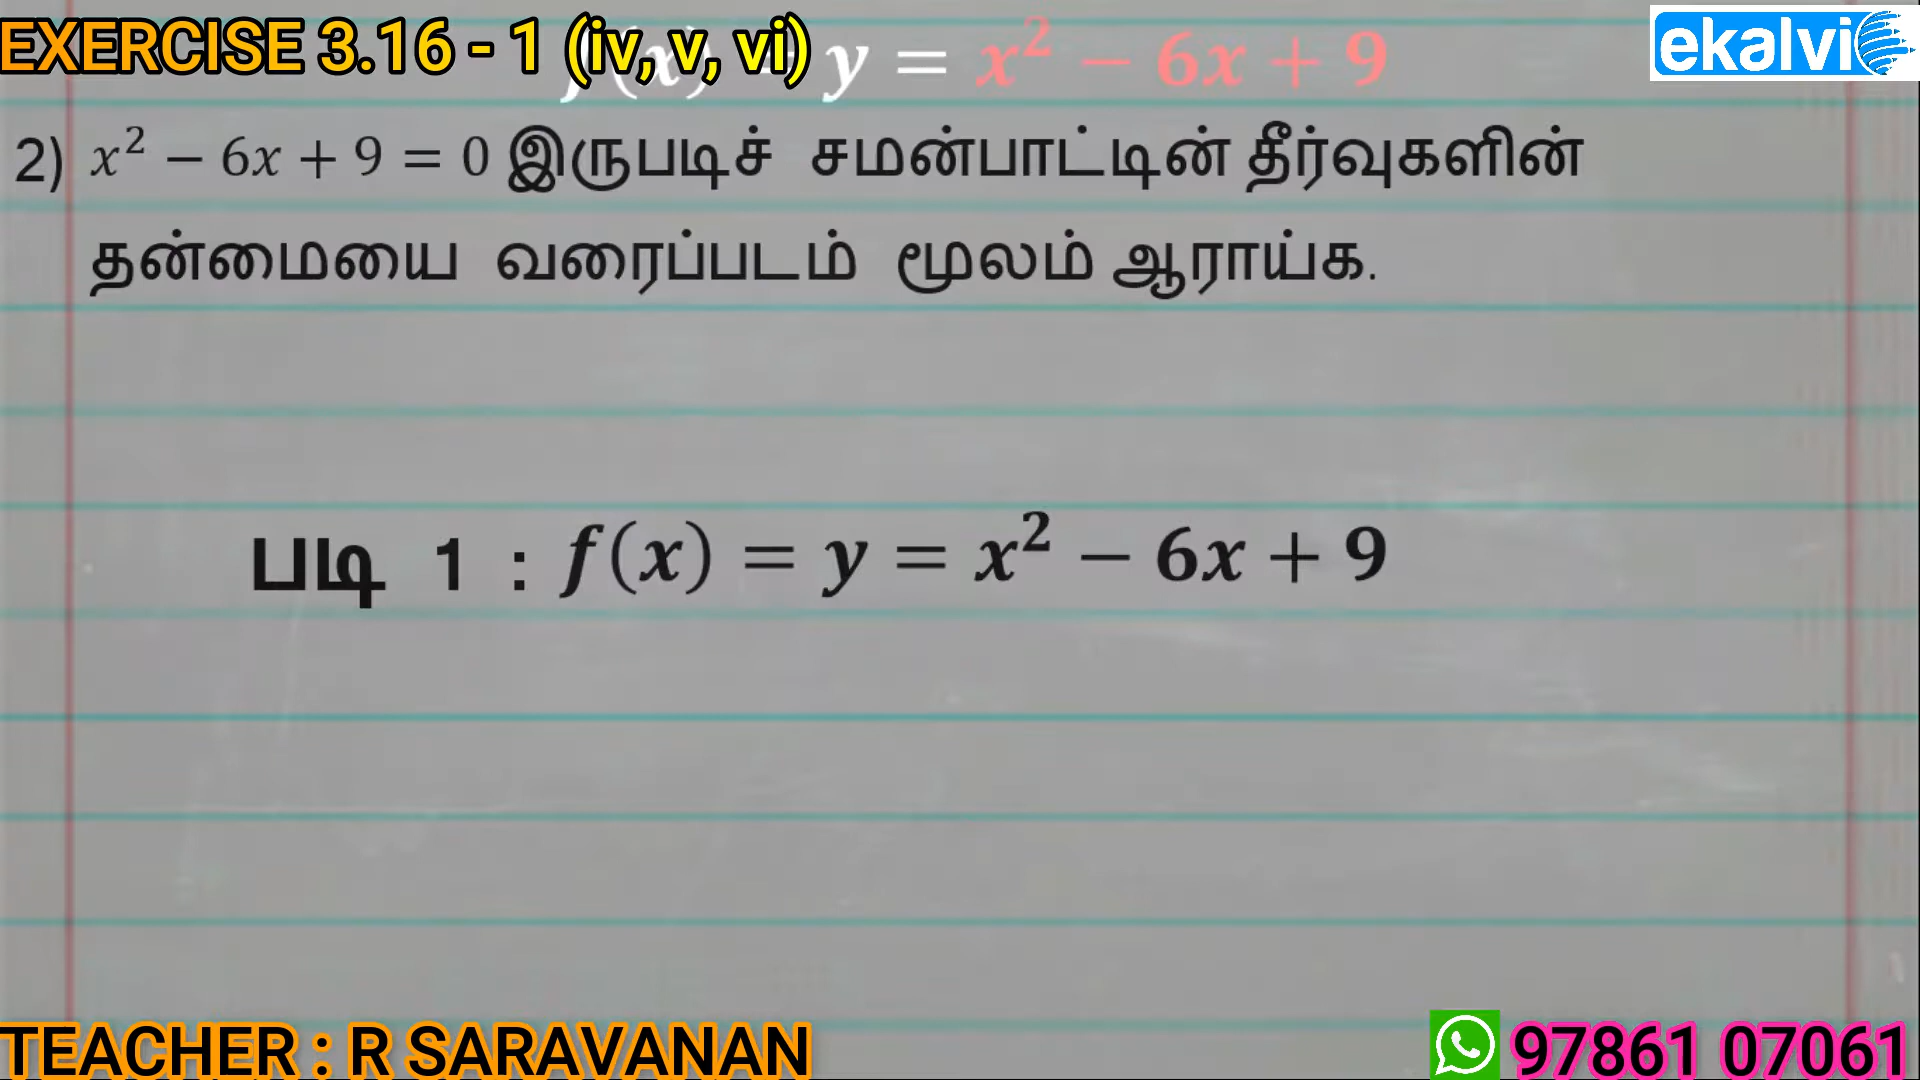 EXERCISE 3.16 - 1 (iv, v, vi) y = x² − 6x + 9
ekalvi
2) x² − 6x + 9 = 0 இருபடிச் சமன்பாட்டின் தீர்வுகளின்
தன்மையை வரைப்படம் மூலம் ஆராய்க.
படி 1 : f(x) = y = x² − 6x + 9
TEACHER : R SARAVANAN
97861 07061